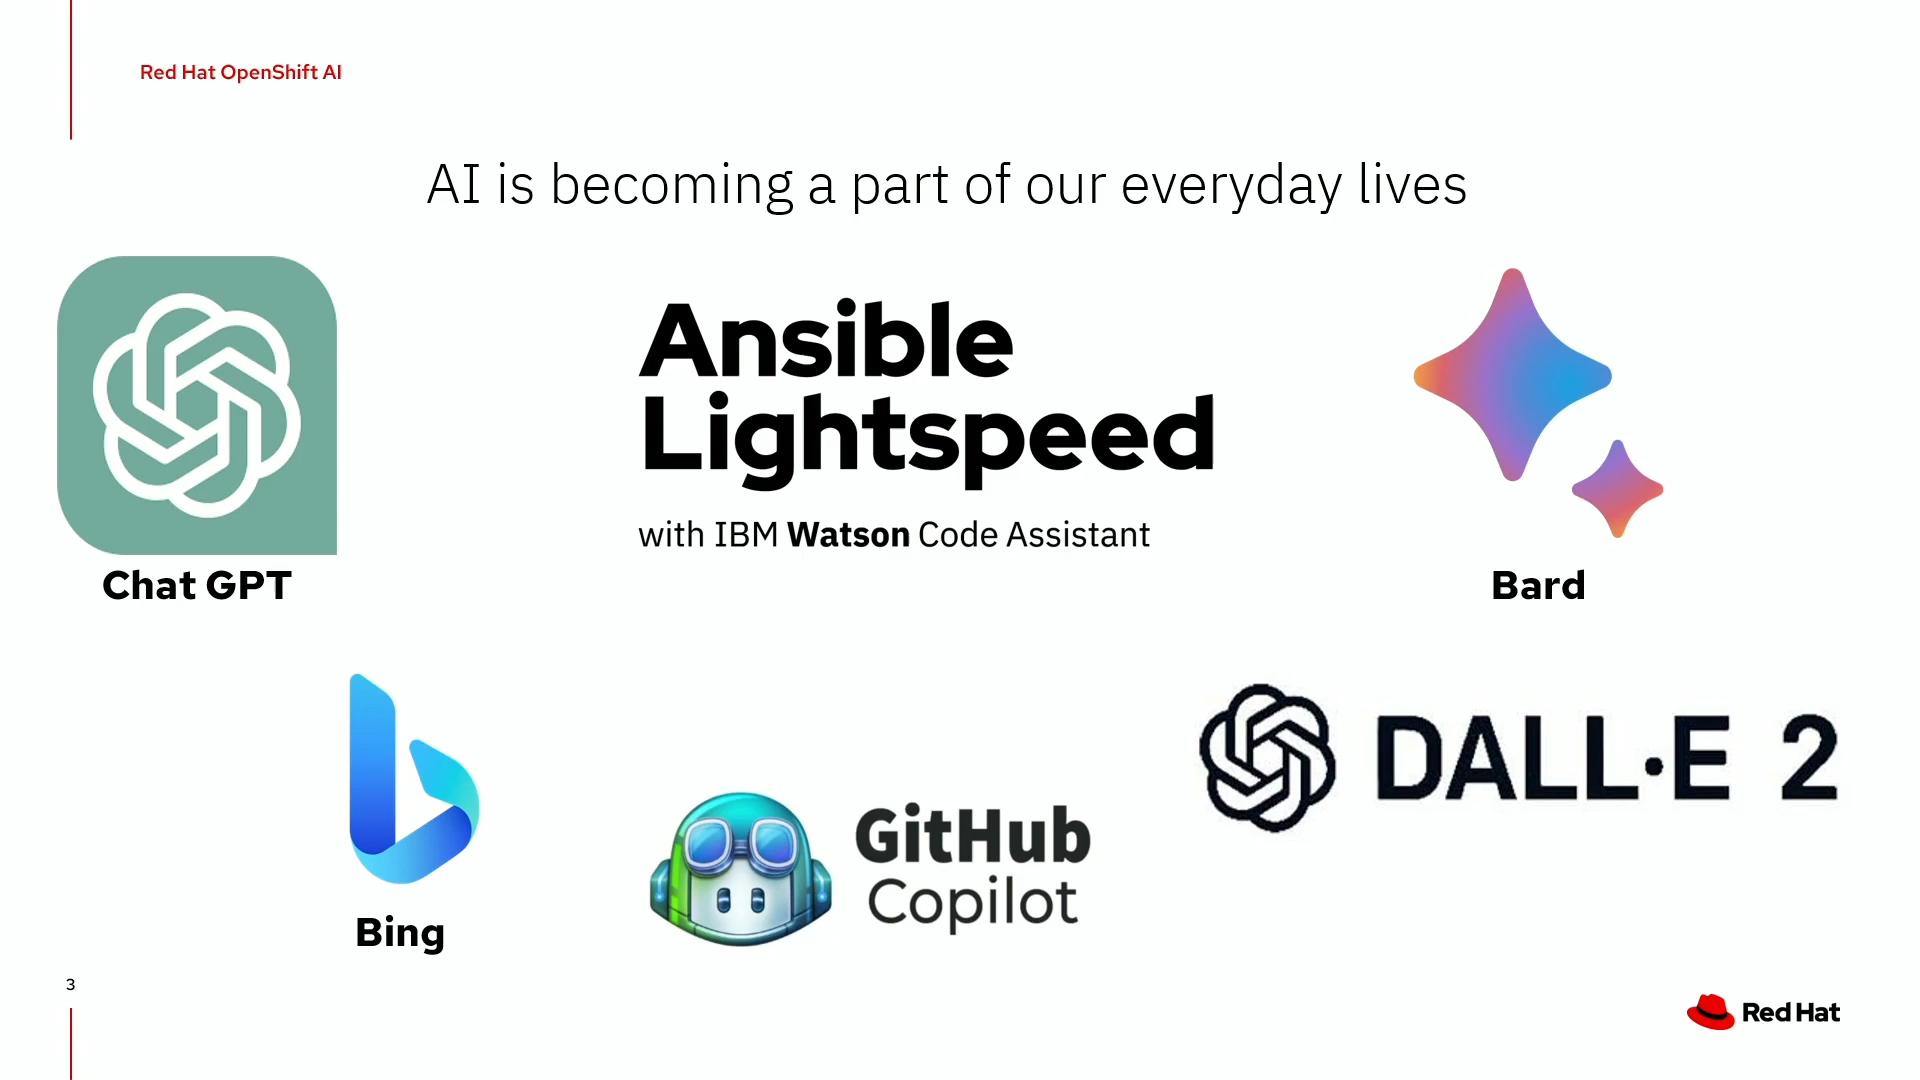 Red Hat OpenShift AI
AI is becoming a part of our everyday lives
Ansible
Lightspeed
with IBM Watson Code Assistant
Chat GPT
Bard
DALL·E 2
GitHub
Copilot
Bing
3
Red Hat